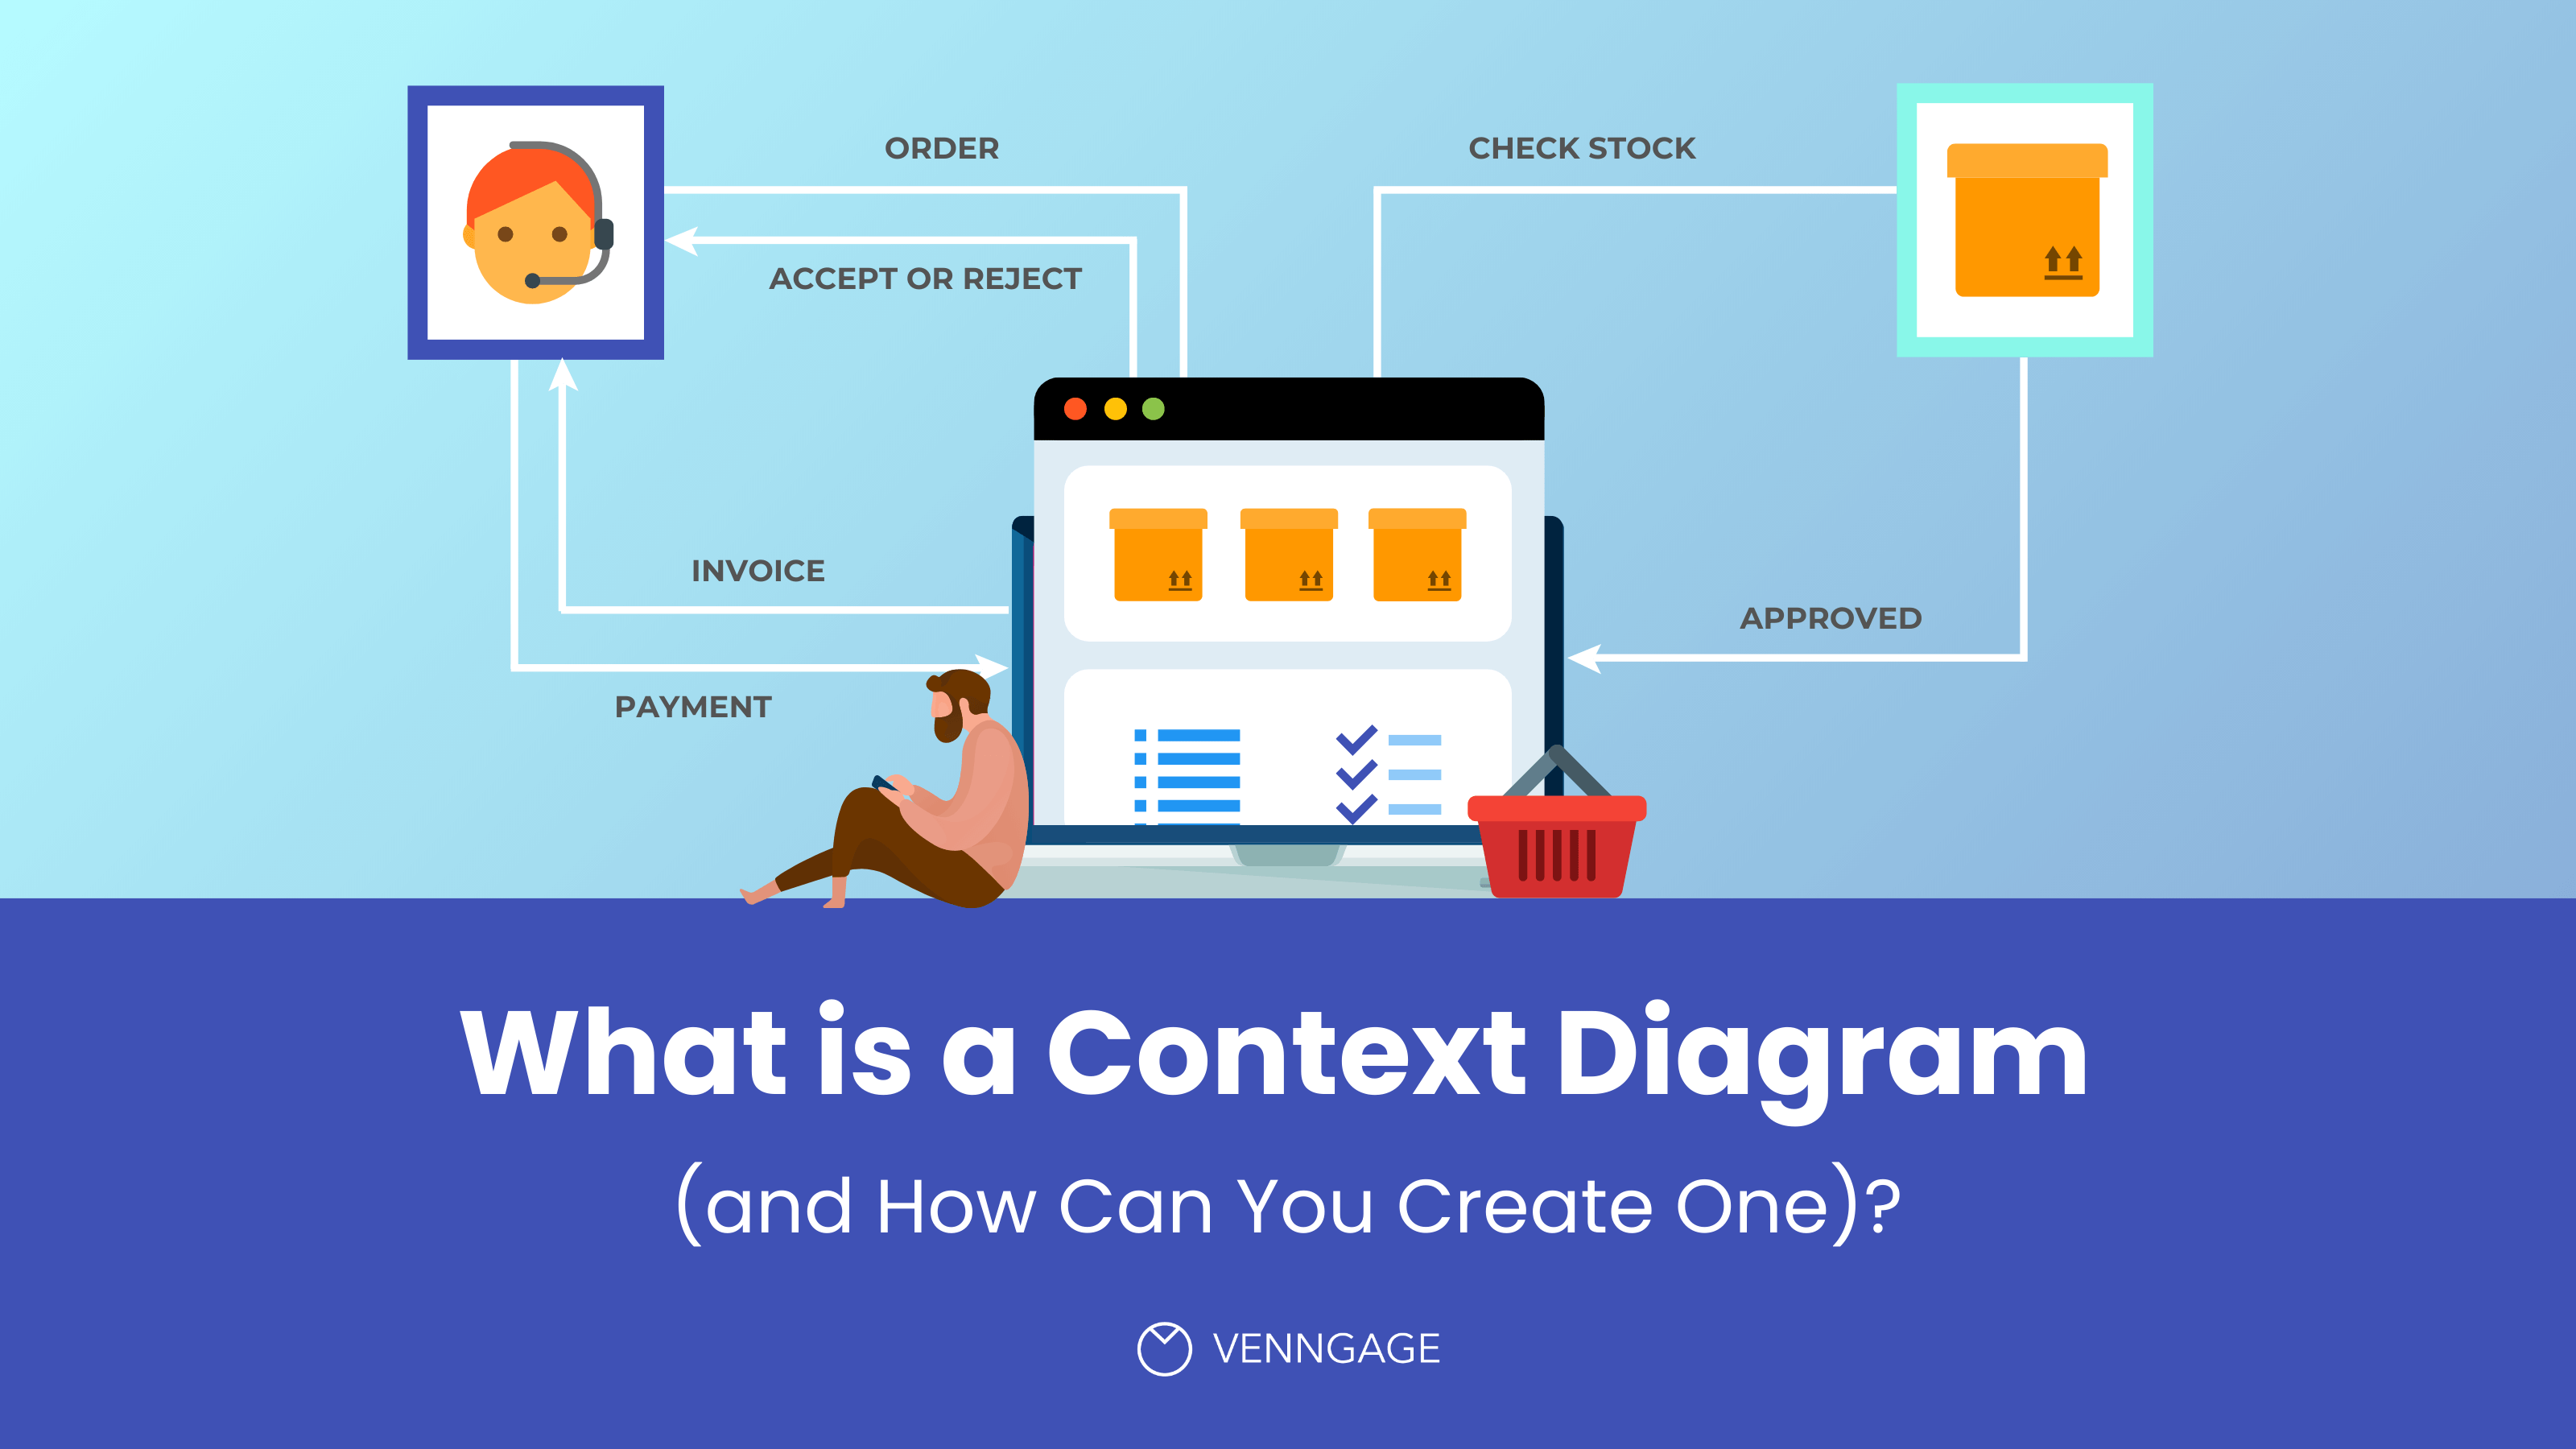 ORDER
CHECK STOCK
ACCEPT OR REJECT
INVOICE
APPROVED
PAYMENT
What is a Context Diagram
(and How Can You Create One)?
VENNGAGE